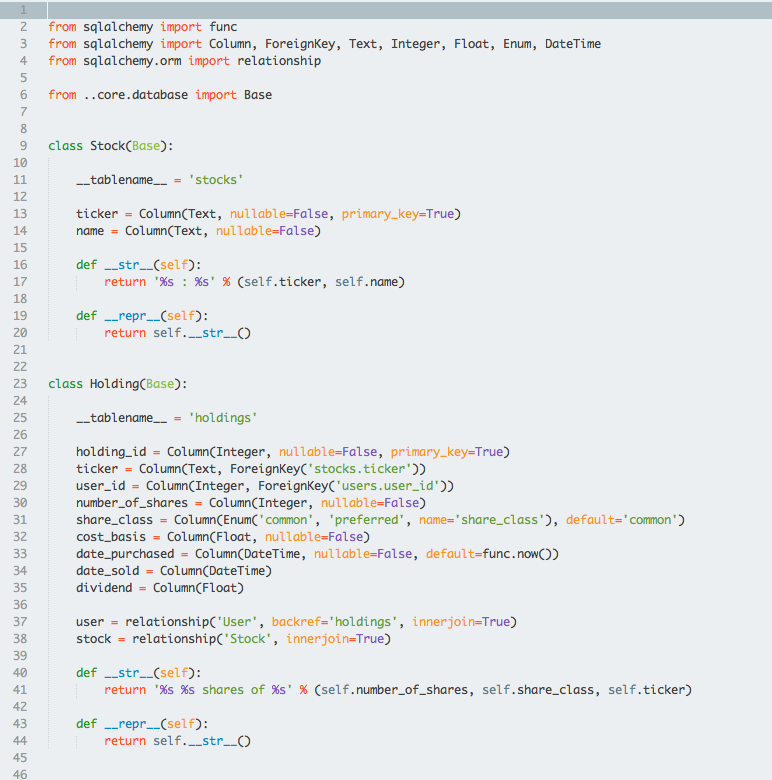 1
2 from sqlalchemy import func
3 from sqlalchemy import Column, ForeignKey, Text, Integer, Float, Enum, DateTime
4 from sqlalchemy.orm import relationship
5
6 from ..core.database import Base
7
8
9 class Stock(Base):
10
11     __tablename__ = 'stocks'
12
13     ticker = Column(Text, nullable=False, primary_key=True)
14     name = Column(Text, nullable=False)
15
16     def __str__(self):
17         return '%s : %s' % (self.ticker, self.name)
18
19     def __repr__(self):
20         return self.__str__()
21
22
23 class Holding(Base):
24
25     __tablename__ = 'holdings'
26
27     holding_id = Column(Integer, nullable=False, primary_key=True)
28     ticker = Column(Text, ForeignKey('stocks.ticker'))
29     user_id = Column(Integer, ForeignKey('users.user_id'))
30     number_of_shares = Column(Integer, nullable=False)
31     share_class = Column(Enum('common', 'preferred', name='share_class'), default='common')
32     cost_basis = Column(Float, nullable=False)
33     date_purchased = Column(DateTime, nullable=False, default=func.now())
34     date_sold = Column(DateTime)
35     dividend = Column(Float)
36
37     user = relationship('User', backref='holdings', innerjoin=True)
38     stock = relationship('Stock', innerjoin=True)
39
40     def __str__(self):
41         return '%s %s shares of %s' % (self.number_of_shares, self.share_class, self.ticker)
42
43     def __repr__(self):
44         return self.__str__()
45
46